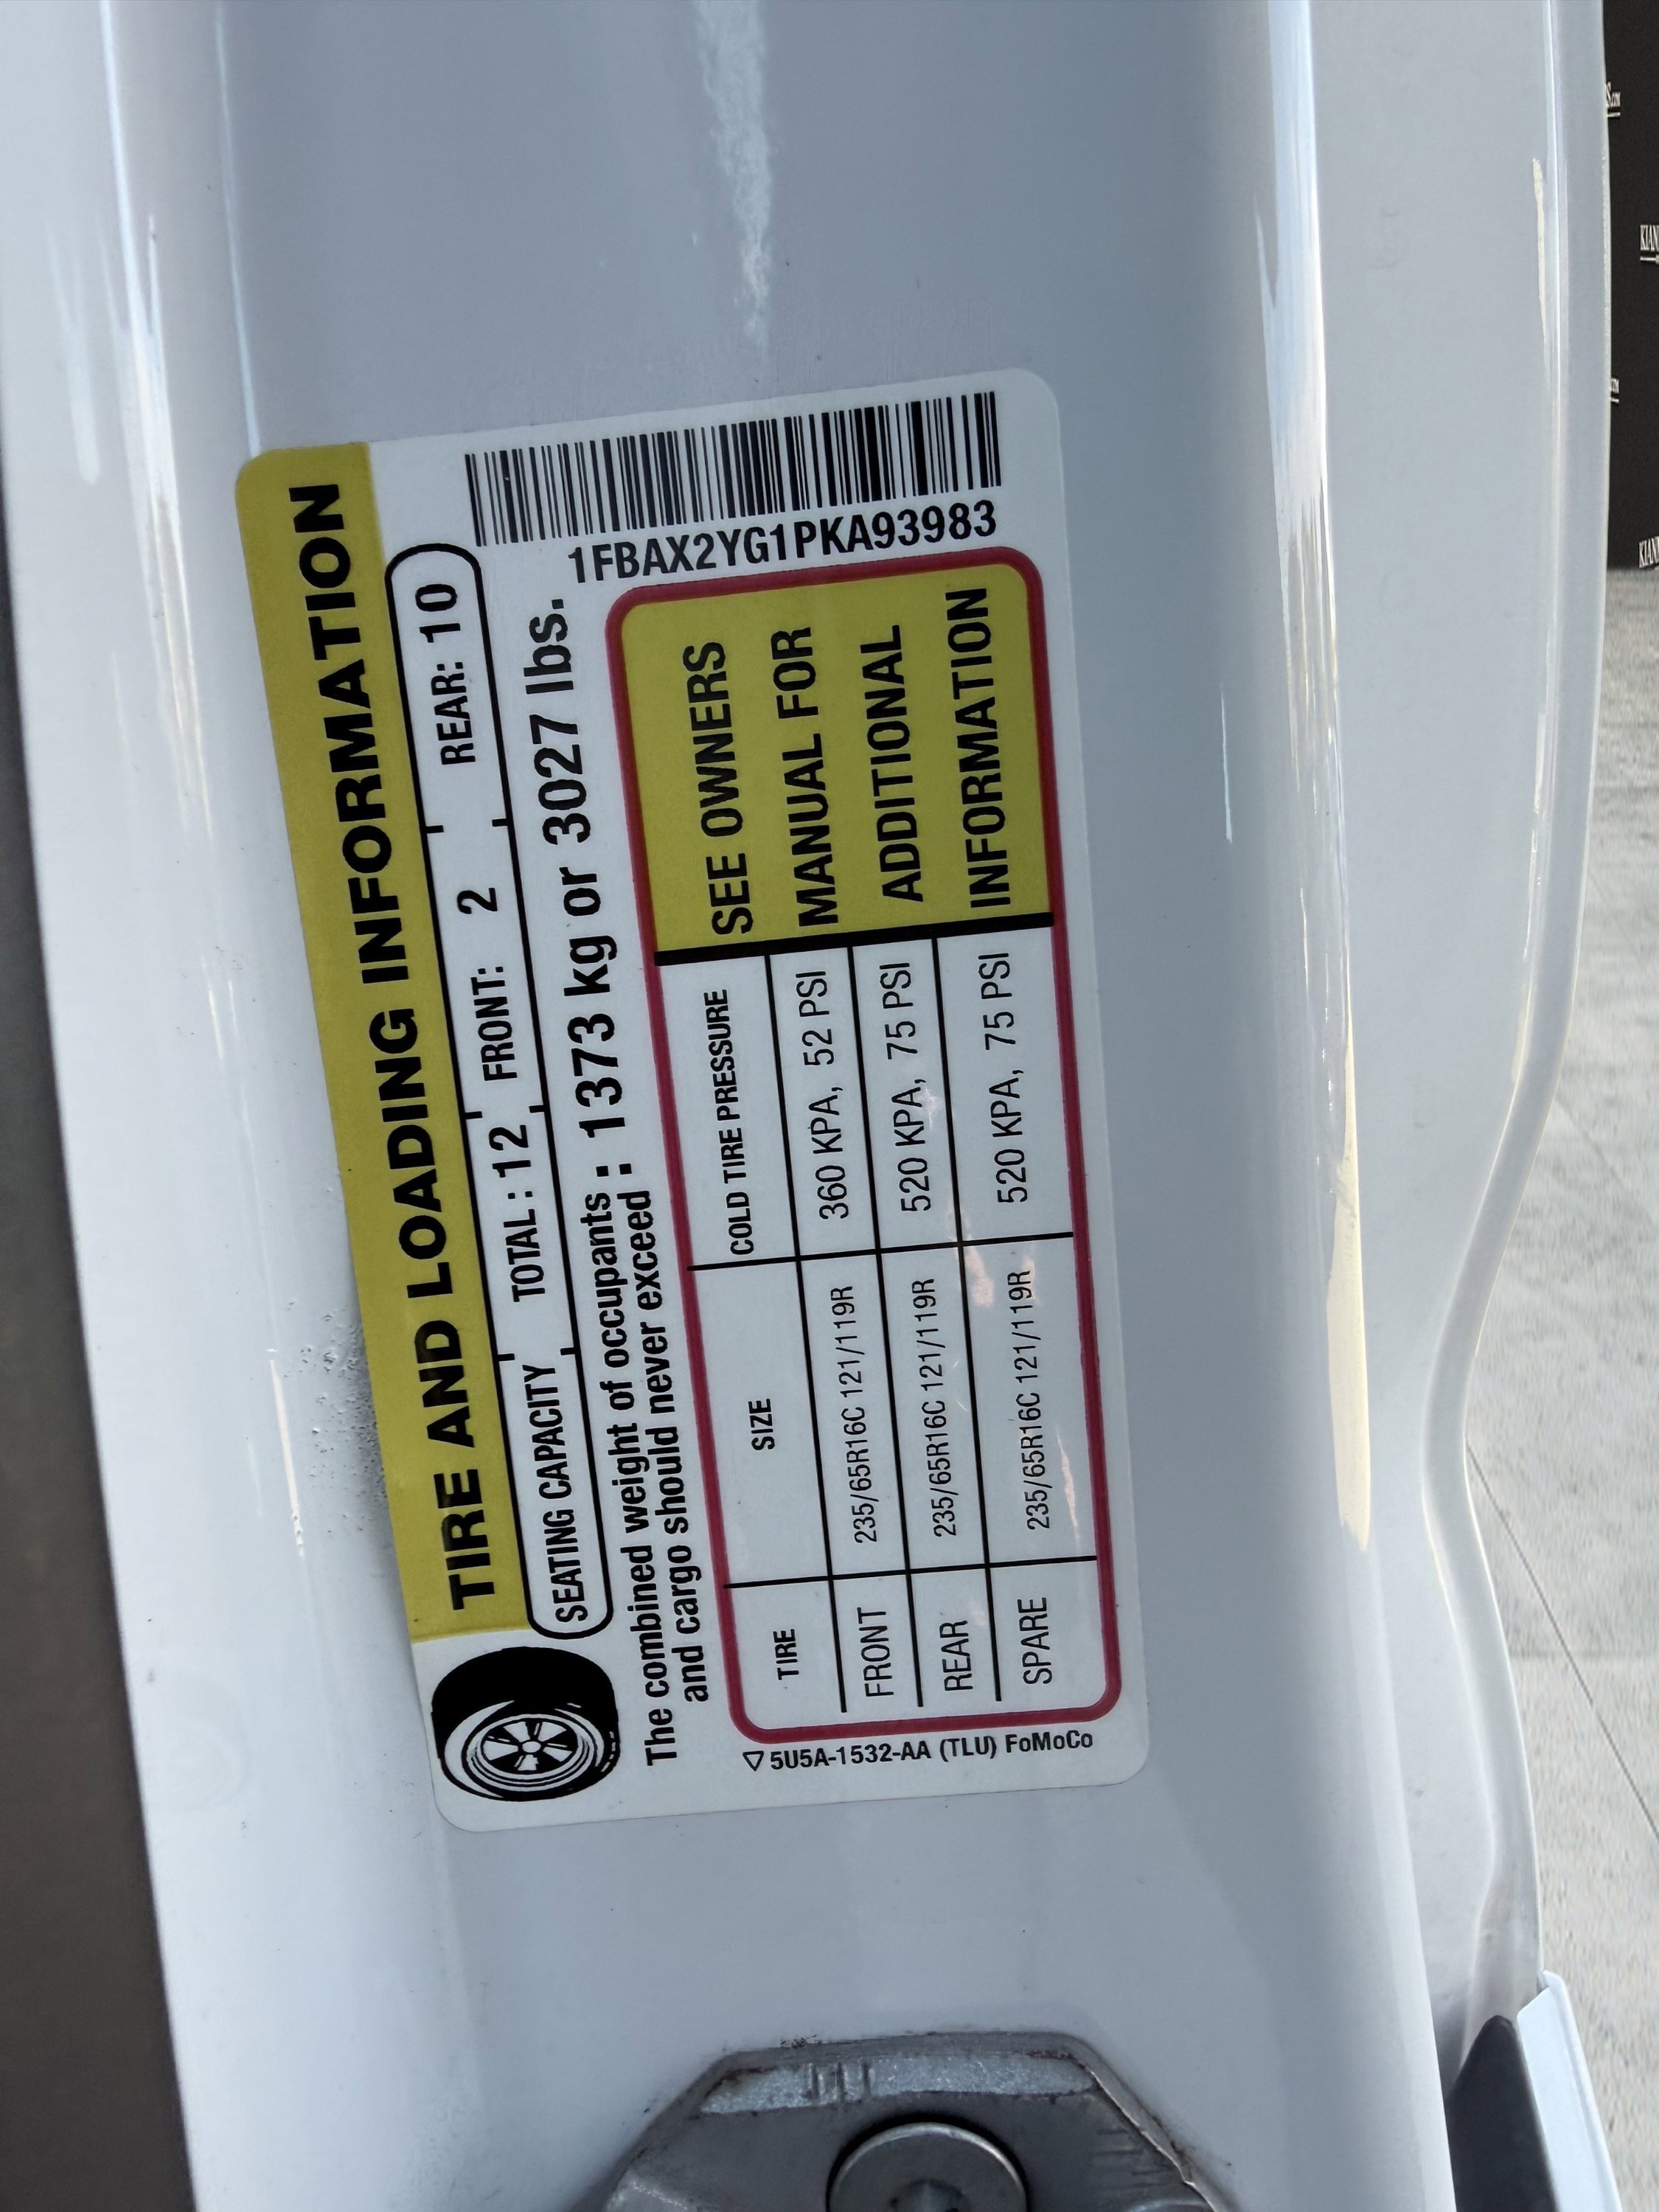 TIRE AND LOADING INFORMATION
SEATING CAPACITY TOTAL : 12 FRONT: 2 REAR: 10
The combined weight of occupants : 1373 kg or 3027 lbs.
and cargo should never exceed :
1FBAX2YG1PKA93983
TIRE SIZE COLD TIRE PRESSURE
FRONT 235/65R16C 121/119R 360 KPA, 52 PSI
REAR 235/65R16C 121/119R 520 KPA, 75 PSI
SPARE 235/65R16C 121/119R 520 KPA, 75 PSI
SEE OWNERS
MANUAL FOR
ADDITIONAL
INFORMATION
5U5A-1532-AA (TLU) FoMoCo